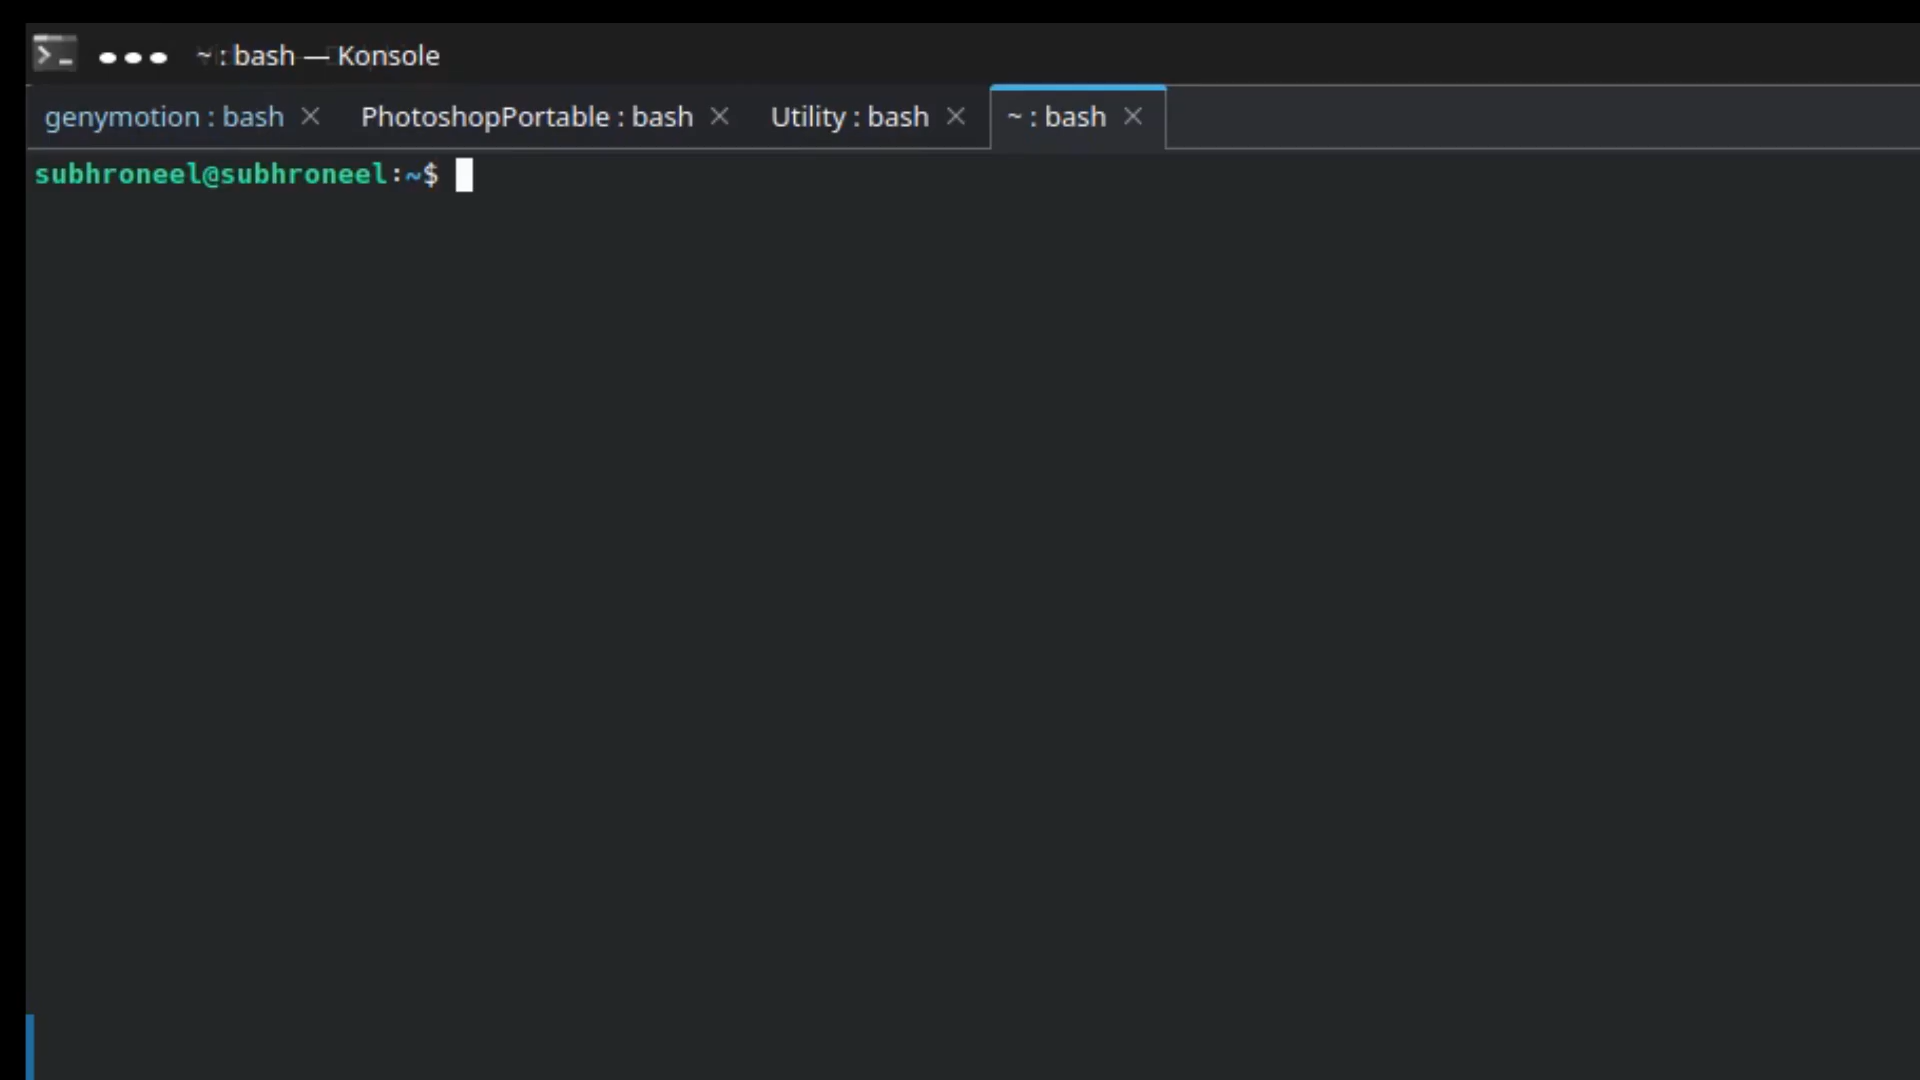 ~ : bash — Konsole
genymotion : bash PhotoshopPortable : bash Utility : bash ~ : bash
subhroneel@subhroneel:~$